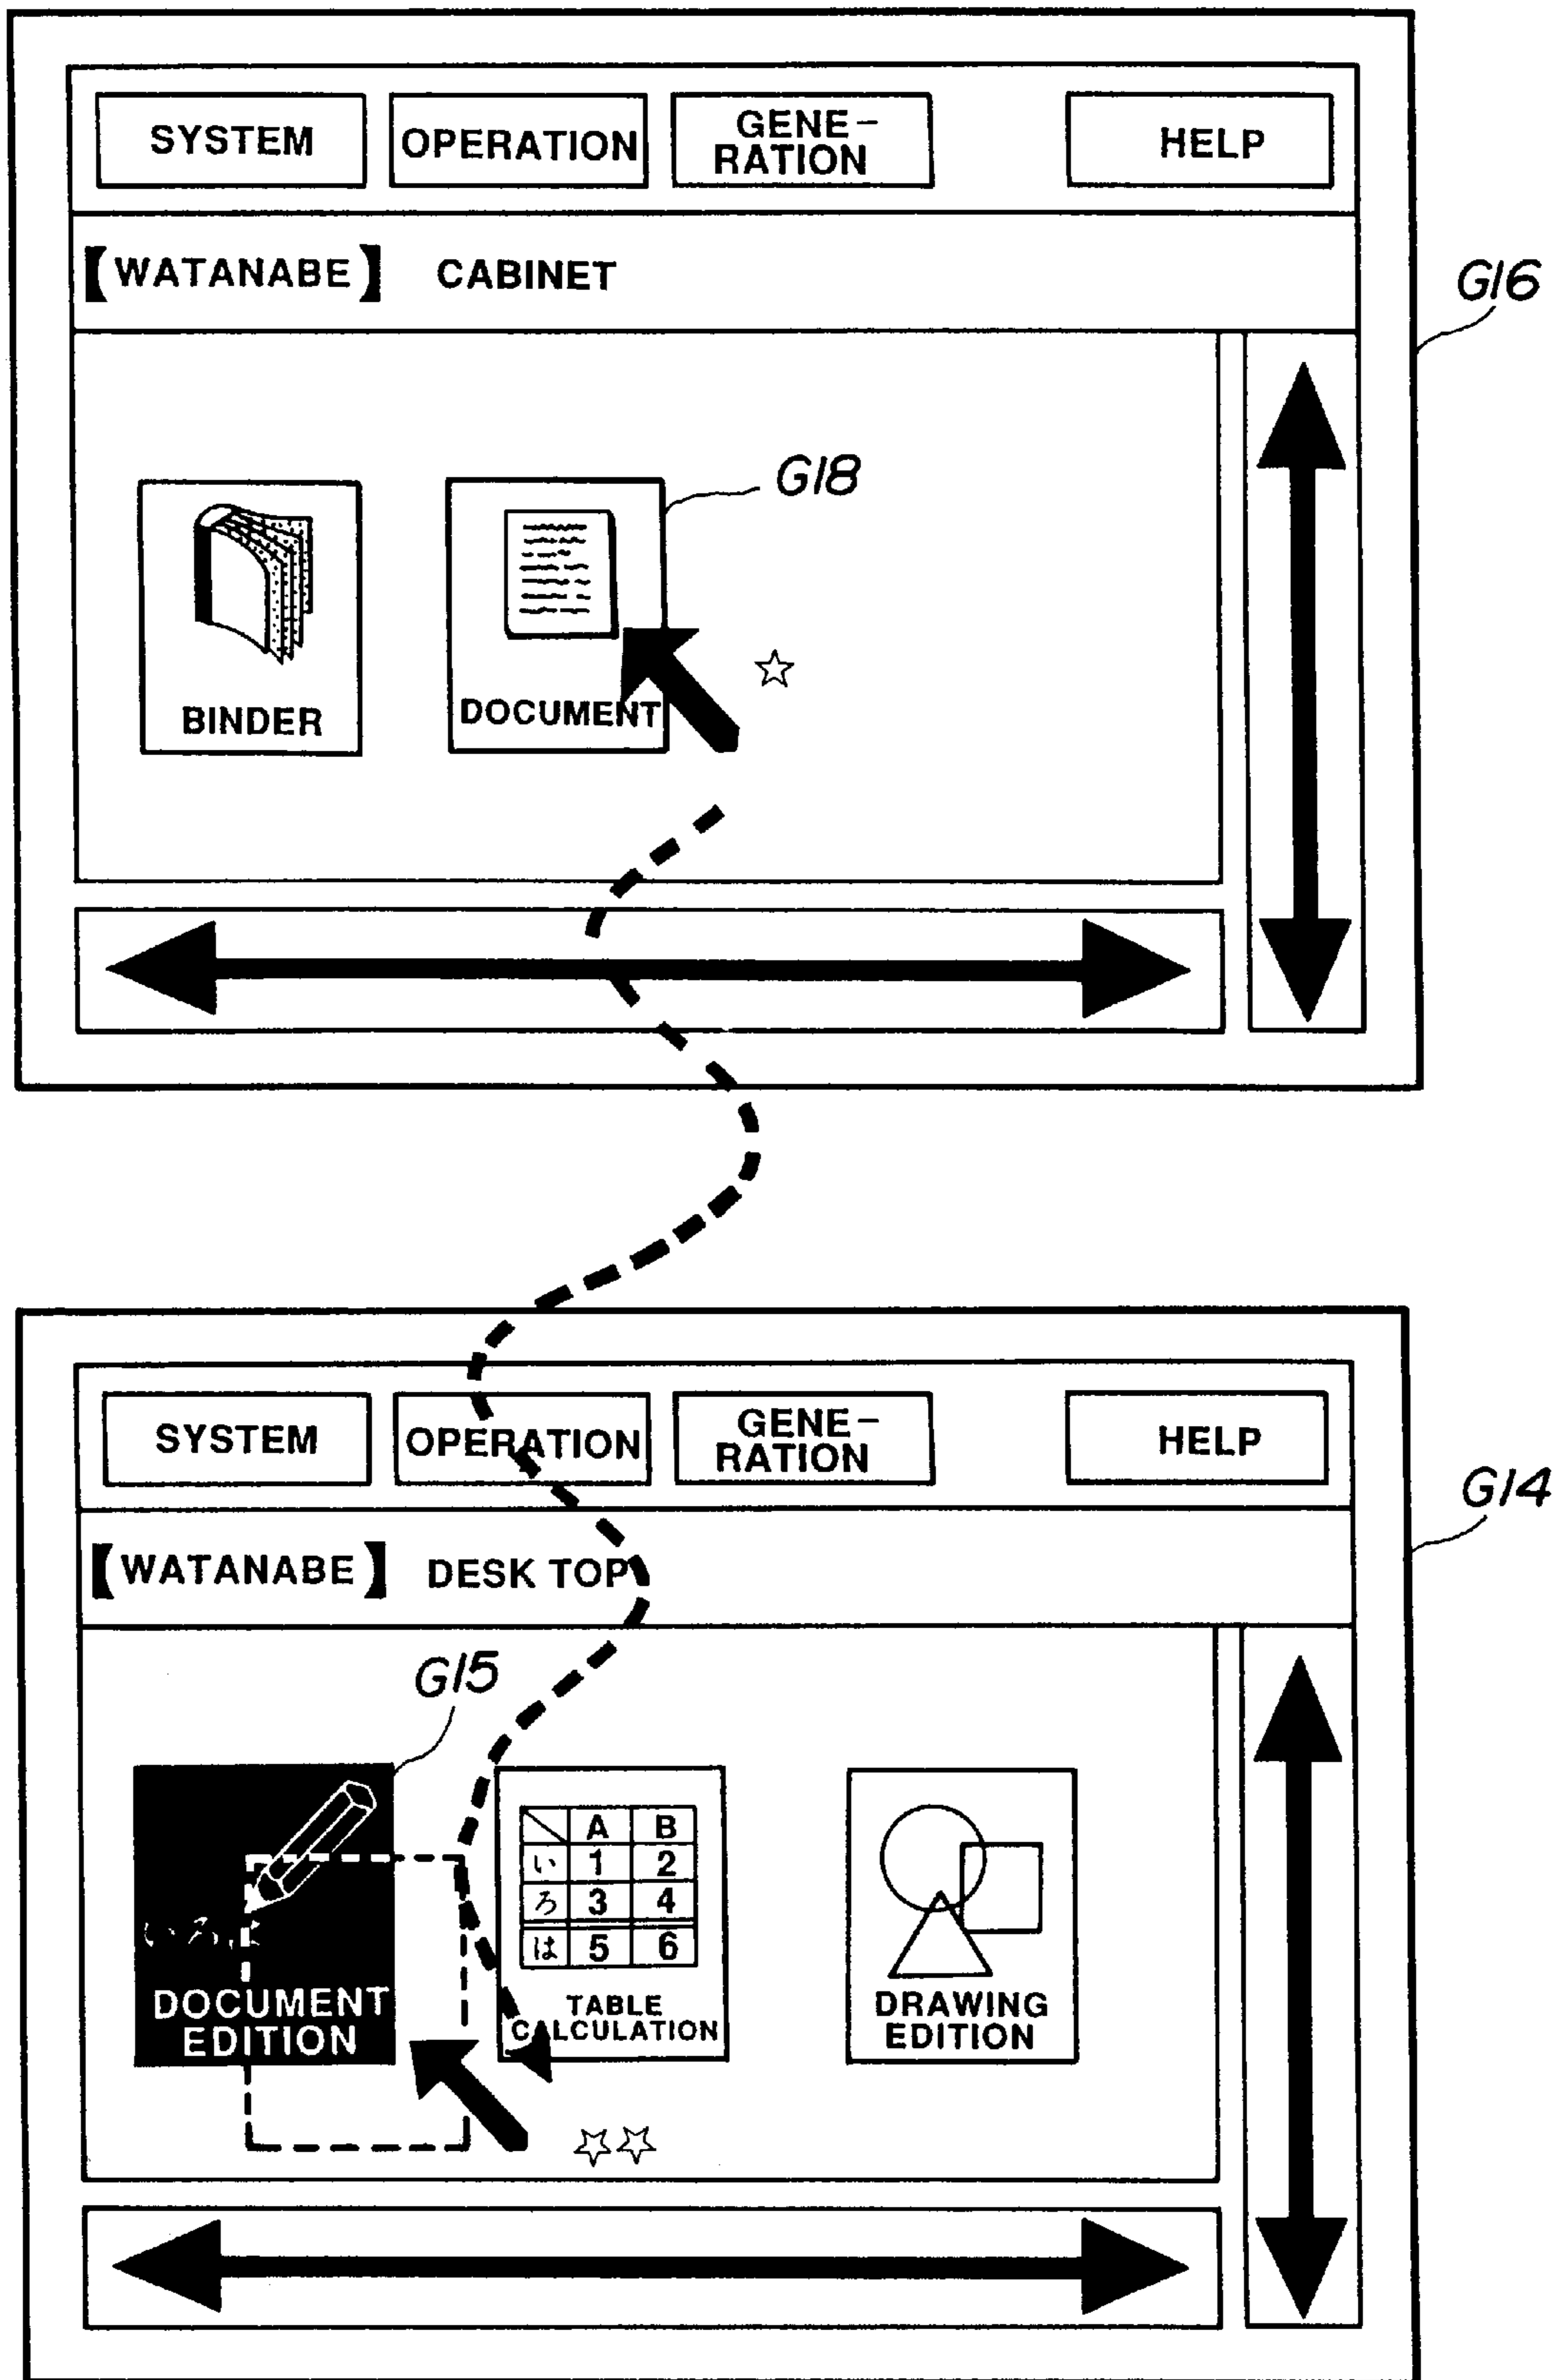 SYSTEM OPERATION GENE-
RATION HELP
【WATANABE】 CABINET
G16
G18
BINDER DOCUMENT
SYSTEM OPERATION GENE-
RATION HELP
G14
【WATANABE】 DESK TOP
G15
A B
い 1 2
ろ 3 4
は 5 6
DOCUMENT
EDITION
TABLE
CALCULATION
DRAWING
EDITION